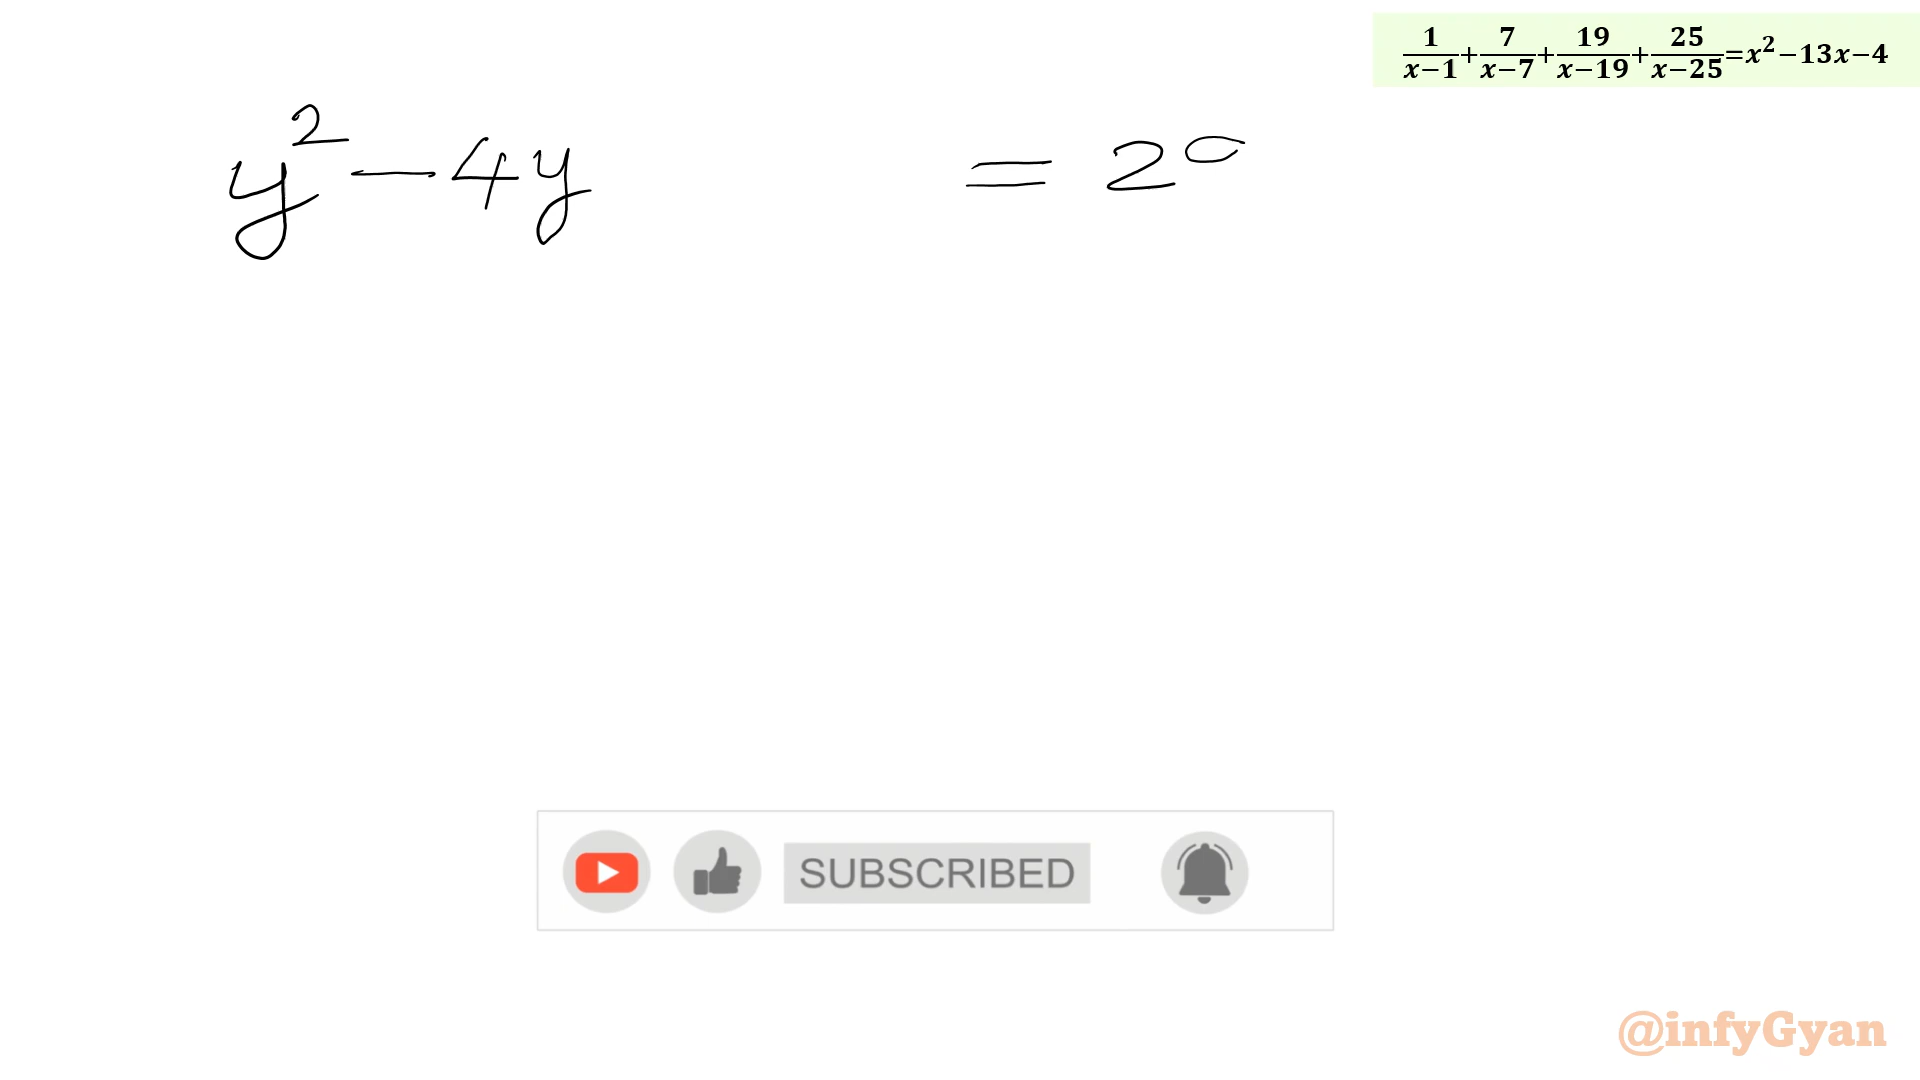 1/(x−1)+7/(x−7)+19/(x−19)+25/(x−25)=x²−13x−4
y² − 4y = 20
SUBSCRIBED
@infyGyan